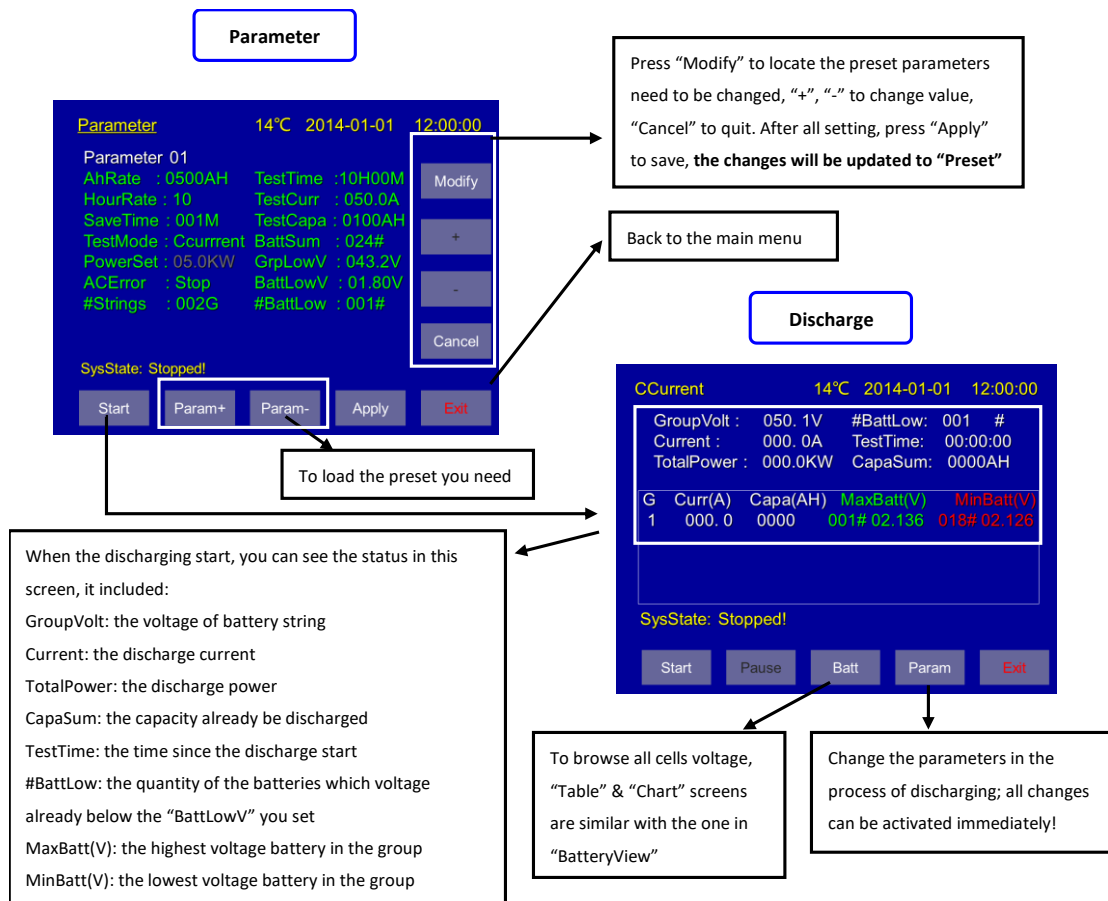 Parameter
Press “Modify” to locate the preset parameters
need to be changed, “+”, “-” to change value,
“Cancel” to quit. After all setting, press “Apply”
to save, the changes will be updated to “Preset”
Parameter 14℃ 2014-01-01 12:00:00
Parameter 01
AhRate : 0500AH TestTime :10H00M
HourRate : 10 TestCurr : 050.0A
SaveTime : 001M TestCapa : 0100AH
TestMode : Ccurrrent BattSum : 024#
PowerSet : 05.0KW GrpLowV : 043.2V
ACError : Stop BattLowV : 01.80V
#Strings : 002G #BattLow : 001#
Modify
+
-
Cancel
SysState: Stopped!
Start Param+ Param- Apply Exit
Back to the main menu
To load the preset you need
Discharge
CCurrent 14℃ 2014-01-01 12:00:00
GroupVolt : 050. 1V #BattLow: 001 #
Current : 000. 0A TestTime: 00:00:00
TotalPower : 000.0KW CapaSum: 0000AH
G Curr(A) Capa(AH) MaxBatt(V) MinBatt(V)
1 000. 0 0000 001# 02.136 018# 02.126
SysState: Stopped!
Start Pause Batt Param Exit
When the discharging start, you can see the status in this
screen, it included:
GroupVolt: the voltage of battery string
Current: the discharge current
TotalPower: the discharge power
CapaSum: the capacity already be discharged
TestTime: the time since the discharge start
#BattLow: the quantity of the batteries which voltage
already below the “BattLowV” you set
MaxBatt(V): the highest voltage battery in the group
MinBatt(V): the lowest voltage battery in the group
To browse all cells voltage,
“Table” & “Chart” screens
are similar with the one in
“BatteryView”
Change the parameters in the
process of discharging; all changes
can be activated immediately!